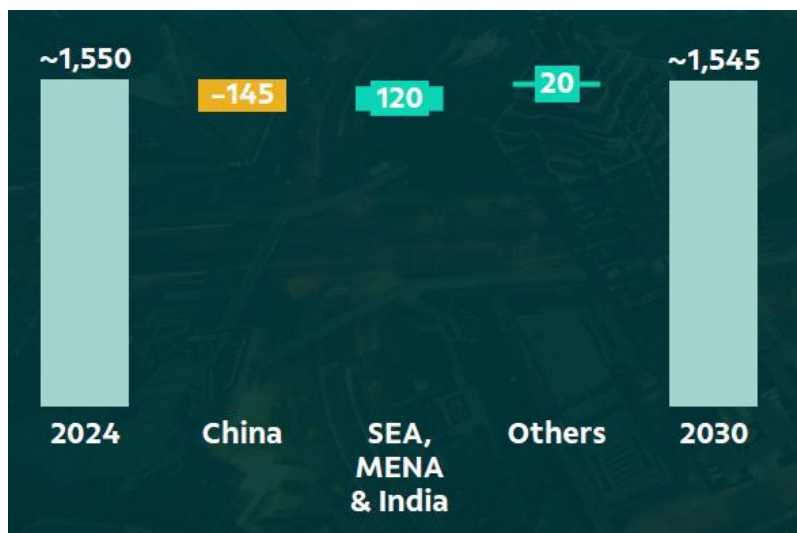 ~1,550
–145
120
20
~1,545
2024
China
SEA,
MENA
& India
Others
2030